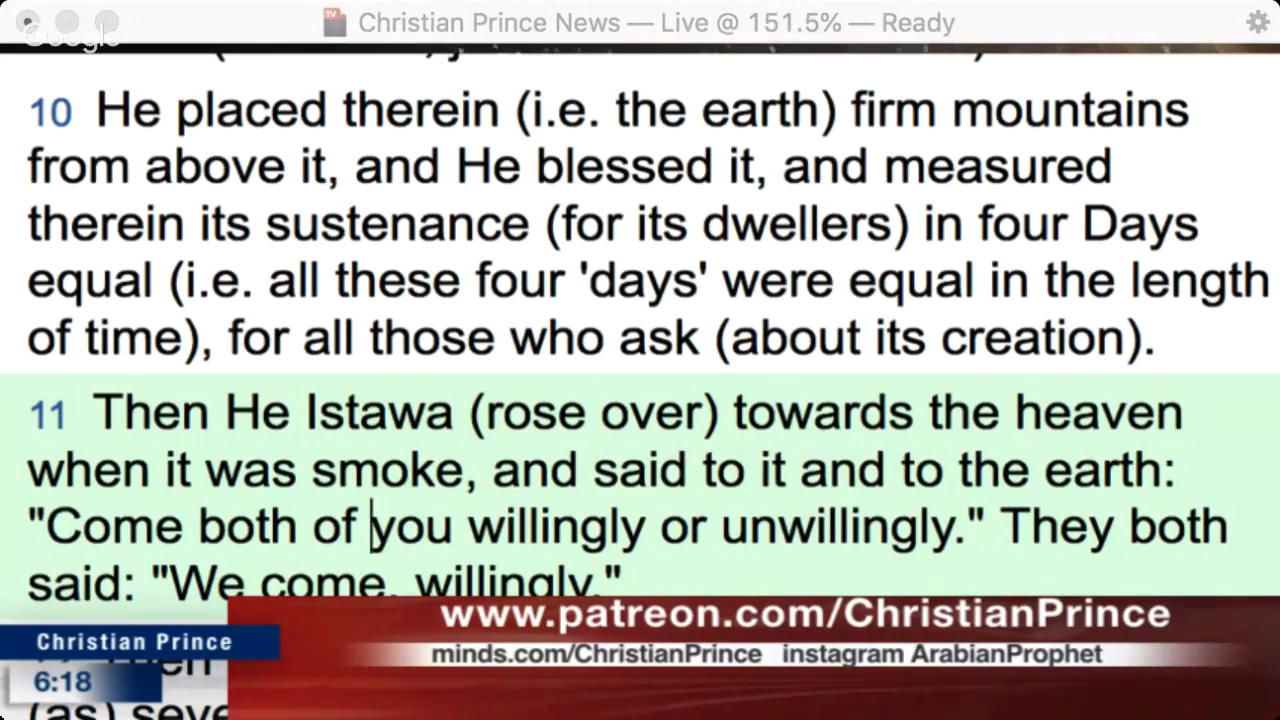 Christian Prince News — Live @ 151.5% — Ready
Google
10 He placed therein (i.e. the earth) firm mountains
from above it, and He blessed it, and measured
therein its sustenance (for its dwellers) in four Days
equal (i.e. all these four 'days' were equal in the length
of time), for all those who ask (about its creation).
11 Then He Istawa (rose over) towards the heaven
when it was smoke, and said to it and to the earth:
"Come both of you willingly or unwillingly." They both
said: "We come, willingly."
www.patreon.com/ChristianPrince
Christian Prince
minds.com/ChristianPrince instagram ArabianProphet
6:18
(as)